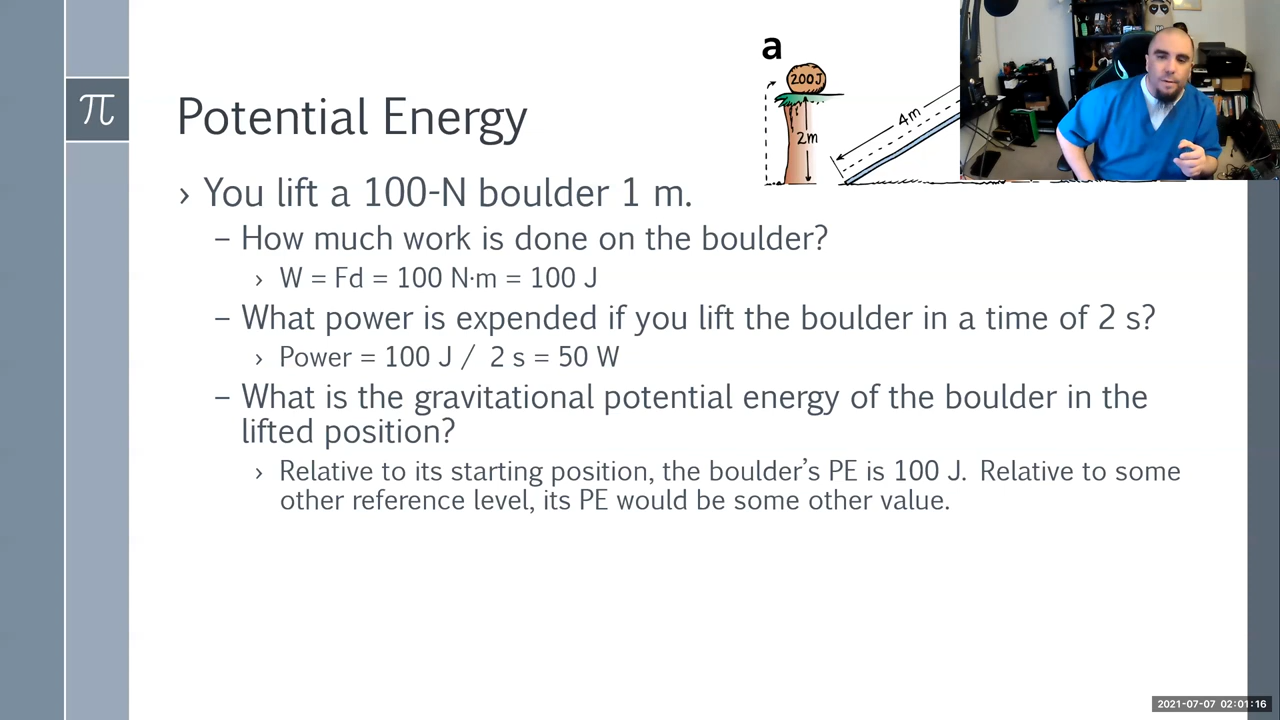 π
a
200J
2m
4m
Potential Energy
› You lift a 100-N boulder 1 m.
– How much work is done on the boulder?
› W = Fd = 100 N·m = 100 J
– What power is expended if you lift the boulder in a time of 2 s?
› Power = 100 J / 2 s = 50 W
– What is the gravitational potential energy of the boulder in the
lifted position?
› Relative to its starting position, the boulder’s PE is 100 J. Relative to some
other reference level, its PE would be some other value.
2021-07-07 02:01:16